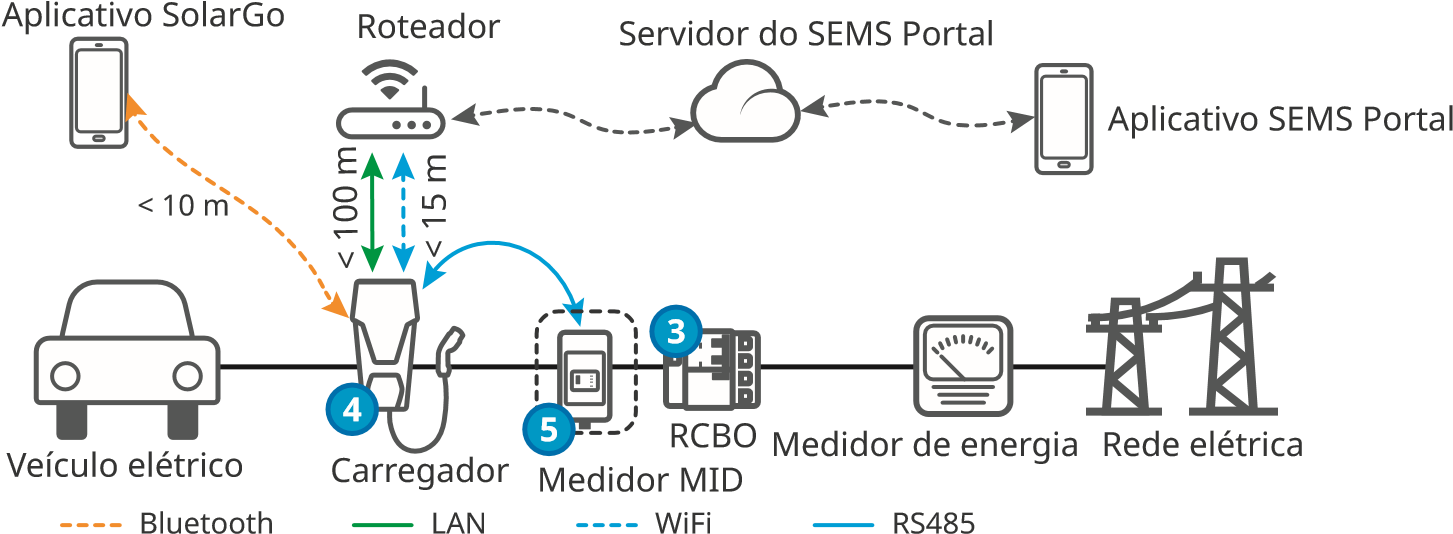 Aplicativo SolarGo
Roteador
Servidor do SEMS Portal
Aplicativo SEMS Portal
< 10 m
< 100 m
< 15 m
3
4
5
RCBO
Medidor de energia
Rede elétrica
Veículo elétrico
Carregador
Medidor MID
Bluetooth
LAN
WiFi
RS485